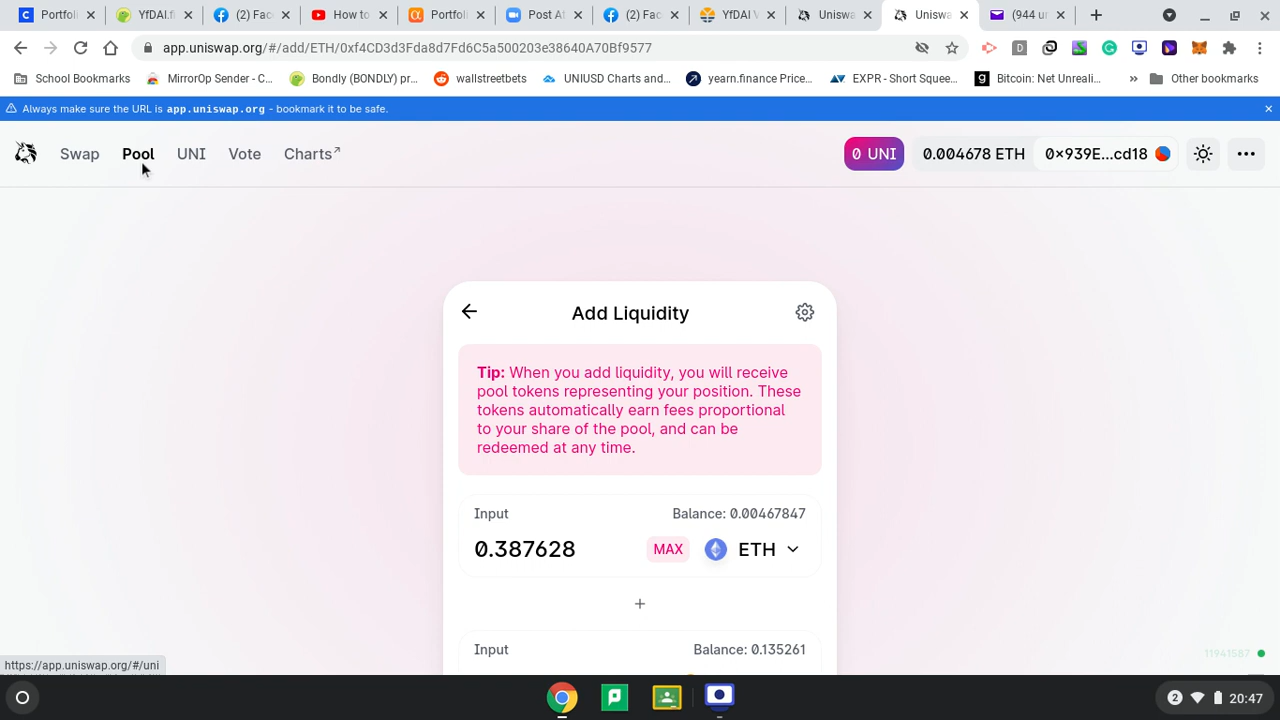 Portfoli
YfDAI.fi
(2) Fac
How to
Portfoli
Post At
(2) Fac
YfDAI V
Uniswa
Uniswa
(944 un
app.uniswap.org/#/add/ETH/0xf4CD3d3Fda8d7Fd6C5a500203e38640A70Bf9577
School Bookmarks
MirrorOp Sender - C...
Bondly (BONDLY) pr...
wallstreetbets
UNIUSD Charts and...
yearn.finance Price...
EXPR - Short Squee...
Bitcoin: Net Unreali...
»
Other bookmarks
Always make sure the URL is app.uniswap.org - bookmark it to be safe.
Swap
Pool
UNI
Vote
Charts↗
0 UNI
0.004678 ETH
0×939E...cd18
Add Liquidity
Tip: When you add liquidity, you will receive
pool tokens representing your position. These
tokens automatically earn fees proportional
to your share of the pool, and can be
redeemed at any time.
Input
Balance: 0.00467847
0.387628
MAX
ETH
+
Input
Balance: 0.135261
https://app.uniswap.org/#/uni
11941587
2
20:47